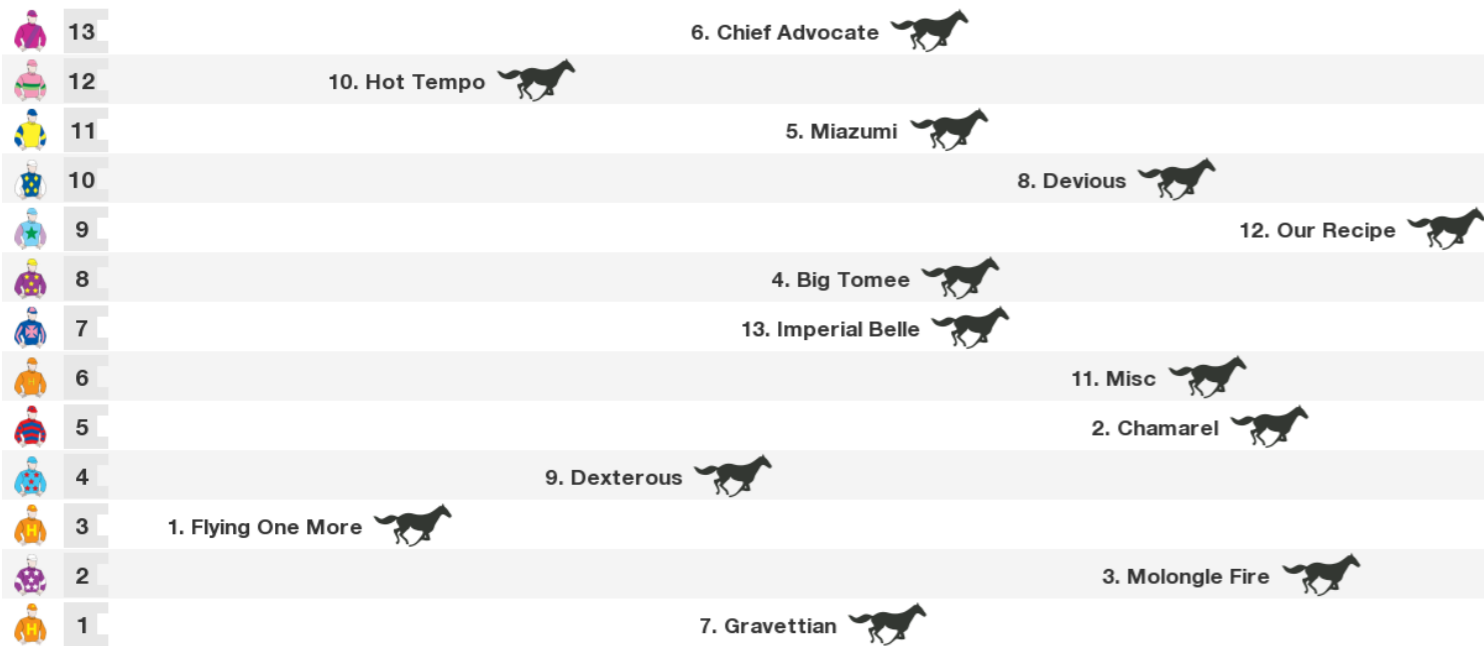 13 6. Chief Advocate
12 10. Hot Tempo
11 5. Miazumi
10 8. Devious
9 12. Our Recipe
8 4. Big Tomee
7 13. Imperial Belle
6 H 11. Misc
5 2. Chamarel
4 9. Dexterous
H 3 1. Flying One More
2 3. Molongle Fire
H 1 7. Gravettian